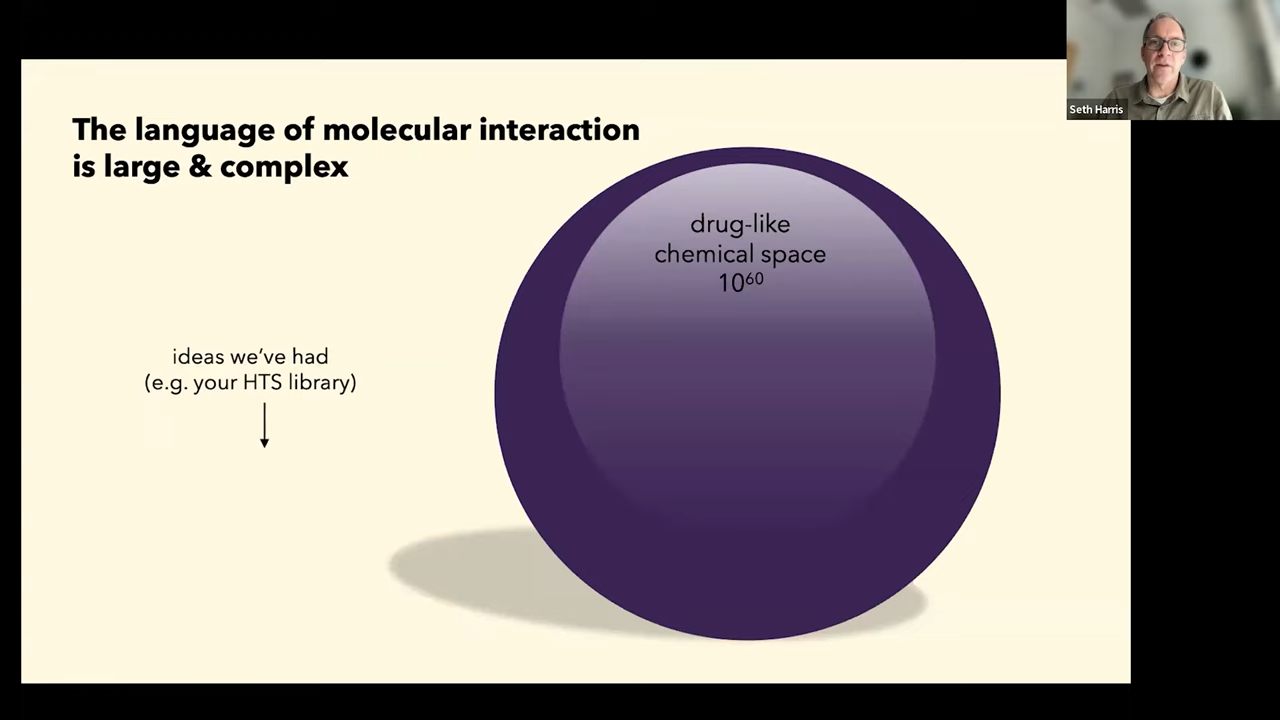 Seth Harris
The language of molecular interaction
is large & complex
drug-like
chemical space
10⁶⁰
ideas we've had
(e.g. your HTS library)